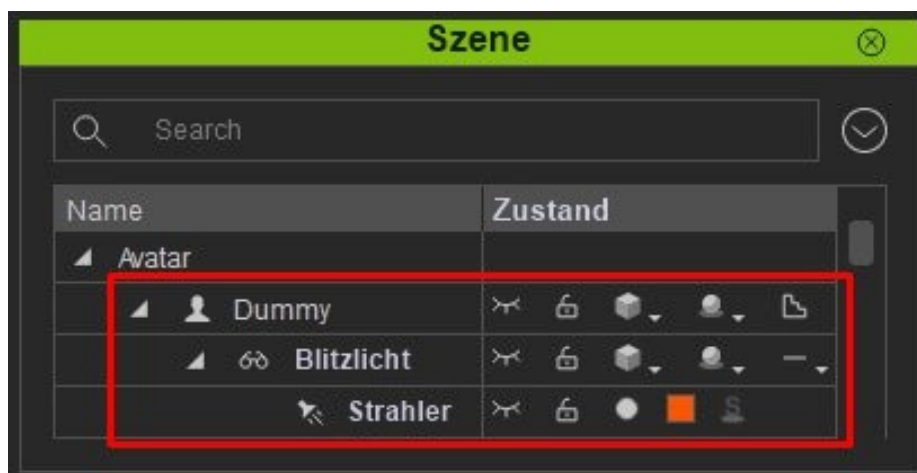 Szene
Search
Name Zustand
Avatar
Dummy
Blitzlicht
Strahler S